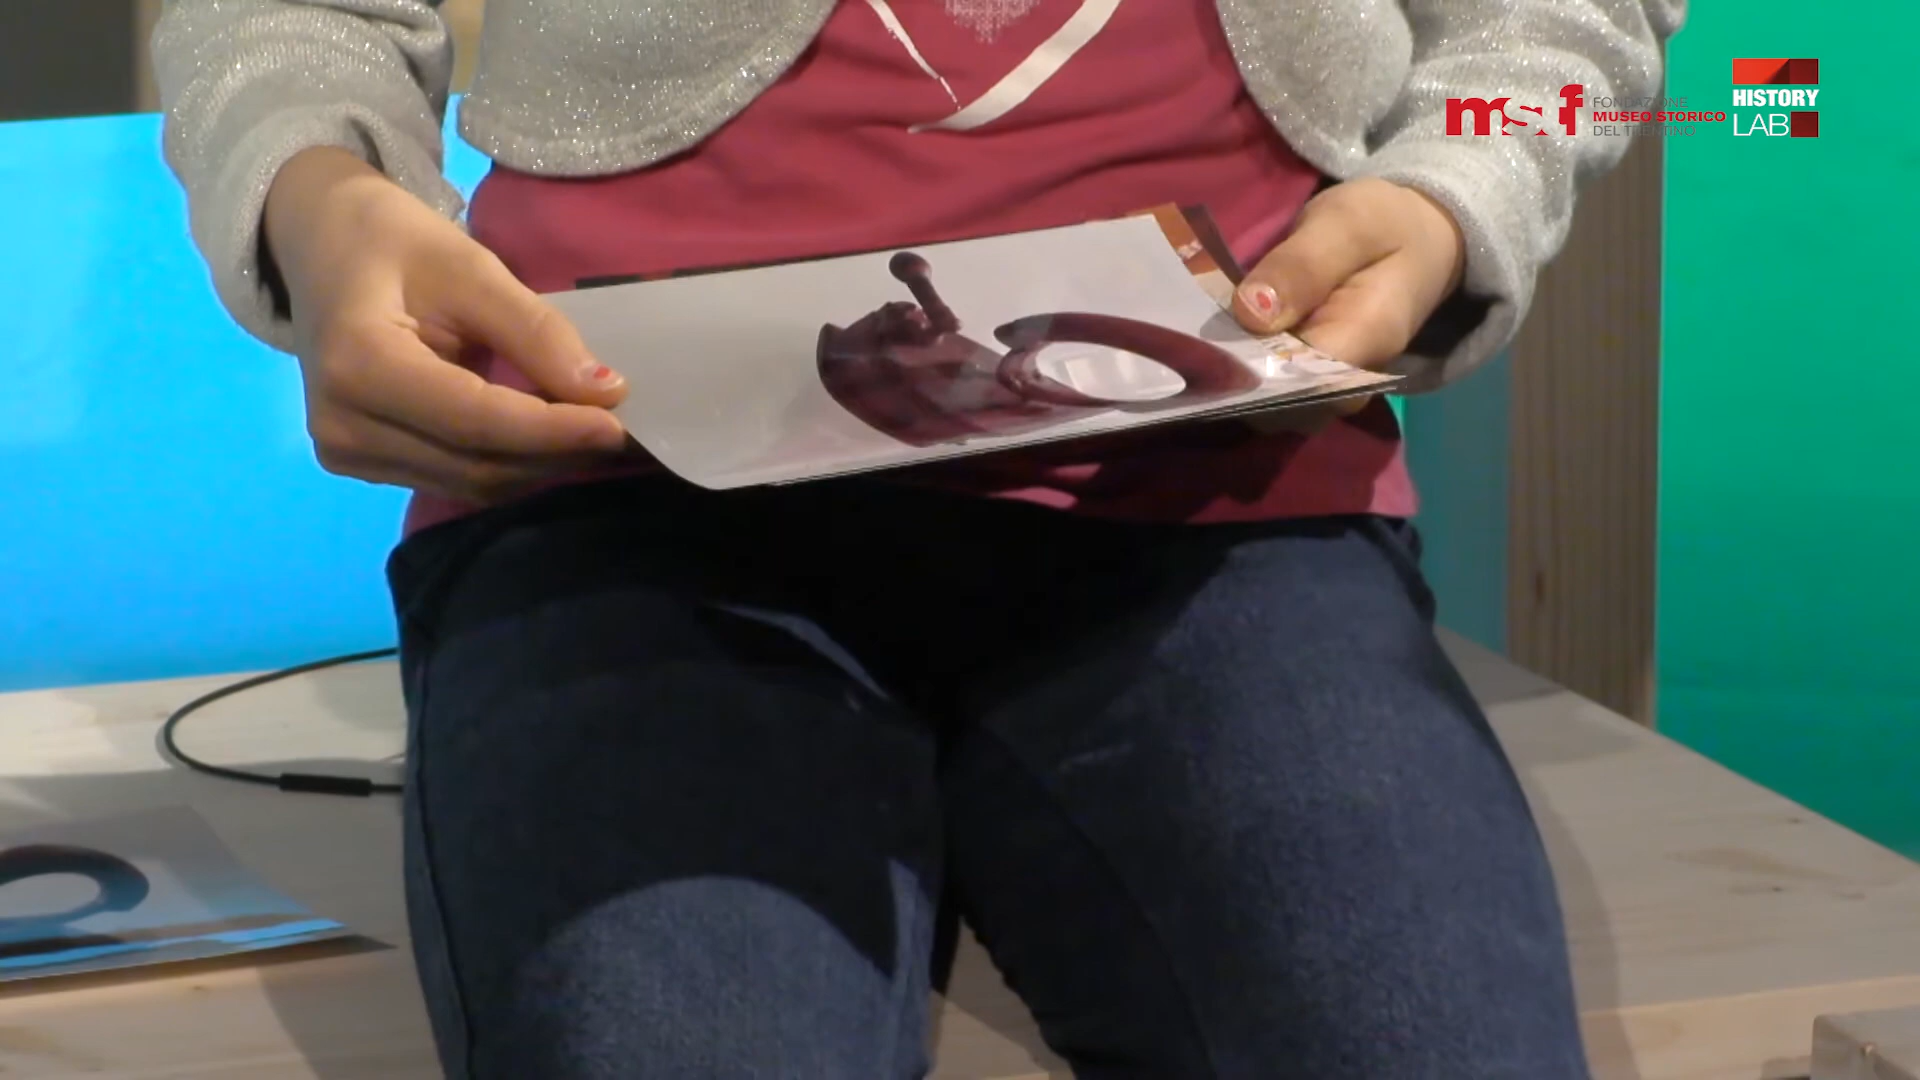 msf
FONDAZIONE
MUSEO STORICO
DEL TRENTINO
HISTORY
LAB